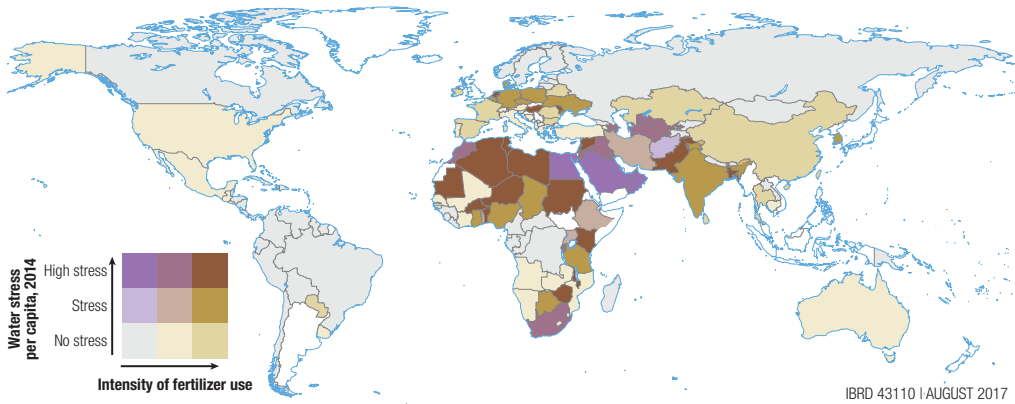 Water stress
per capita, 2014
High stress
Stress
No stress
Intensity of fertilizer use
IBRD 43110 | AUGUST 2017